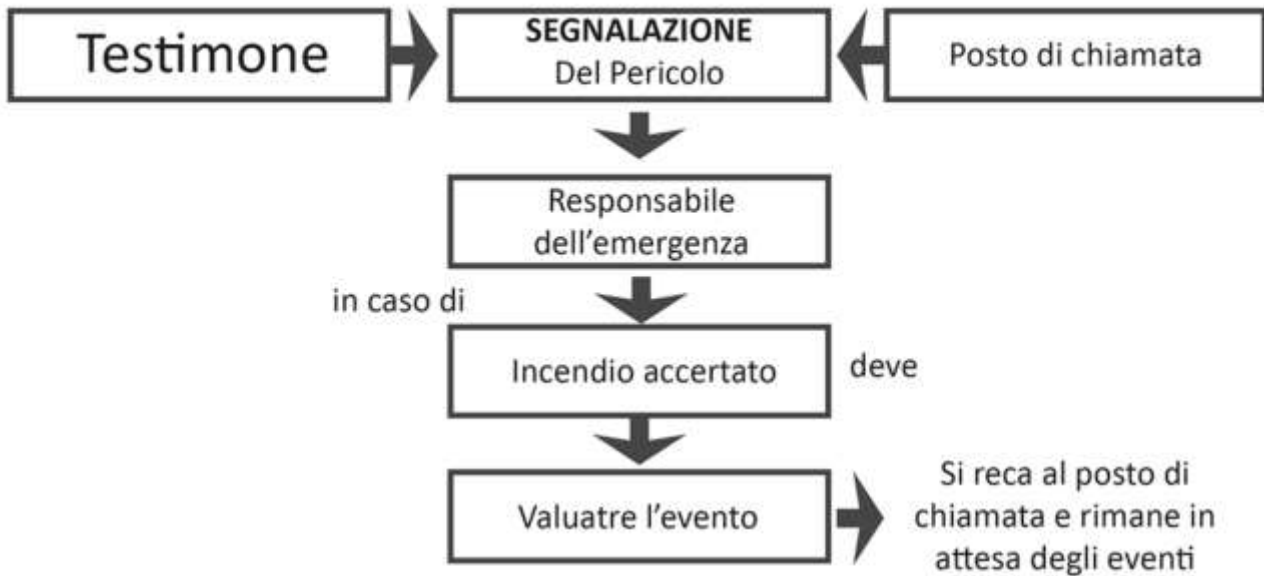 Testimone
SEGNALAZIONE
Del Pericolo
Posto di chiamata
Responsabile
dell'emergenza
in caso di
Incendio accertato
deve
Valuatre l'evento
Si reca al posto di
chiamata e rimane in
attesa degli eventi